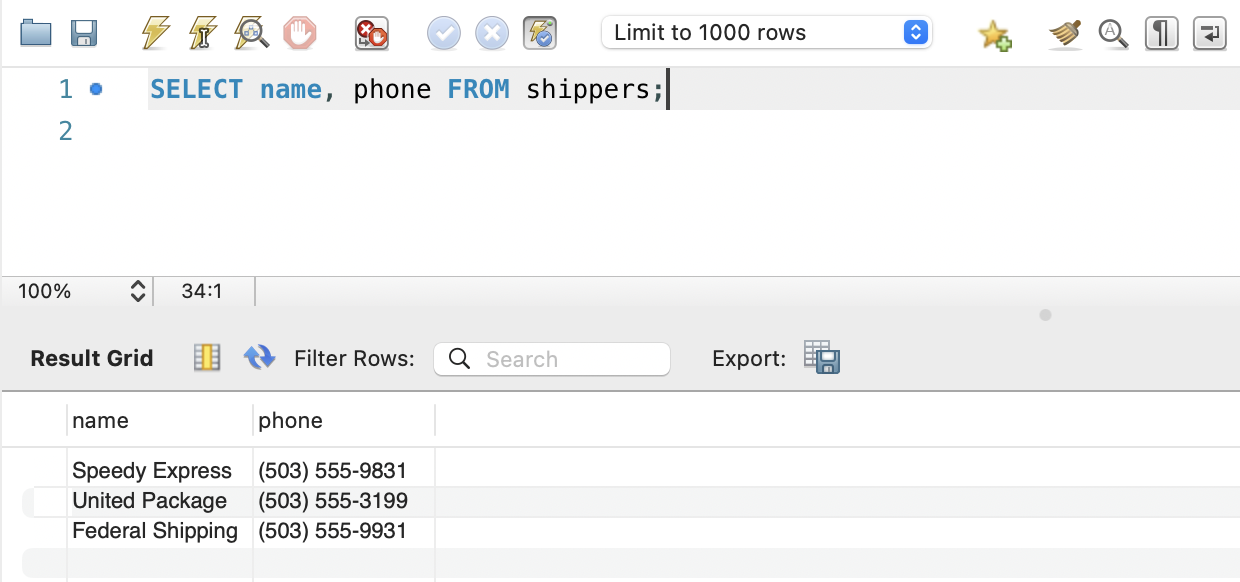 Limit to 1000 rows
1 SELECT name, phone FROM shippers;
2
100% 34:1
Result Grid Filter Rows: Search Export:
name phone
Speedy Express (503) 555-9831
United Package (503) 555-3199
Federal Shipping (503) 555-9931